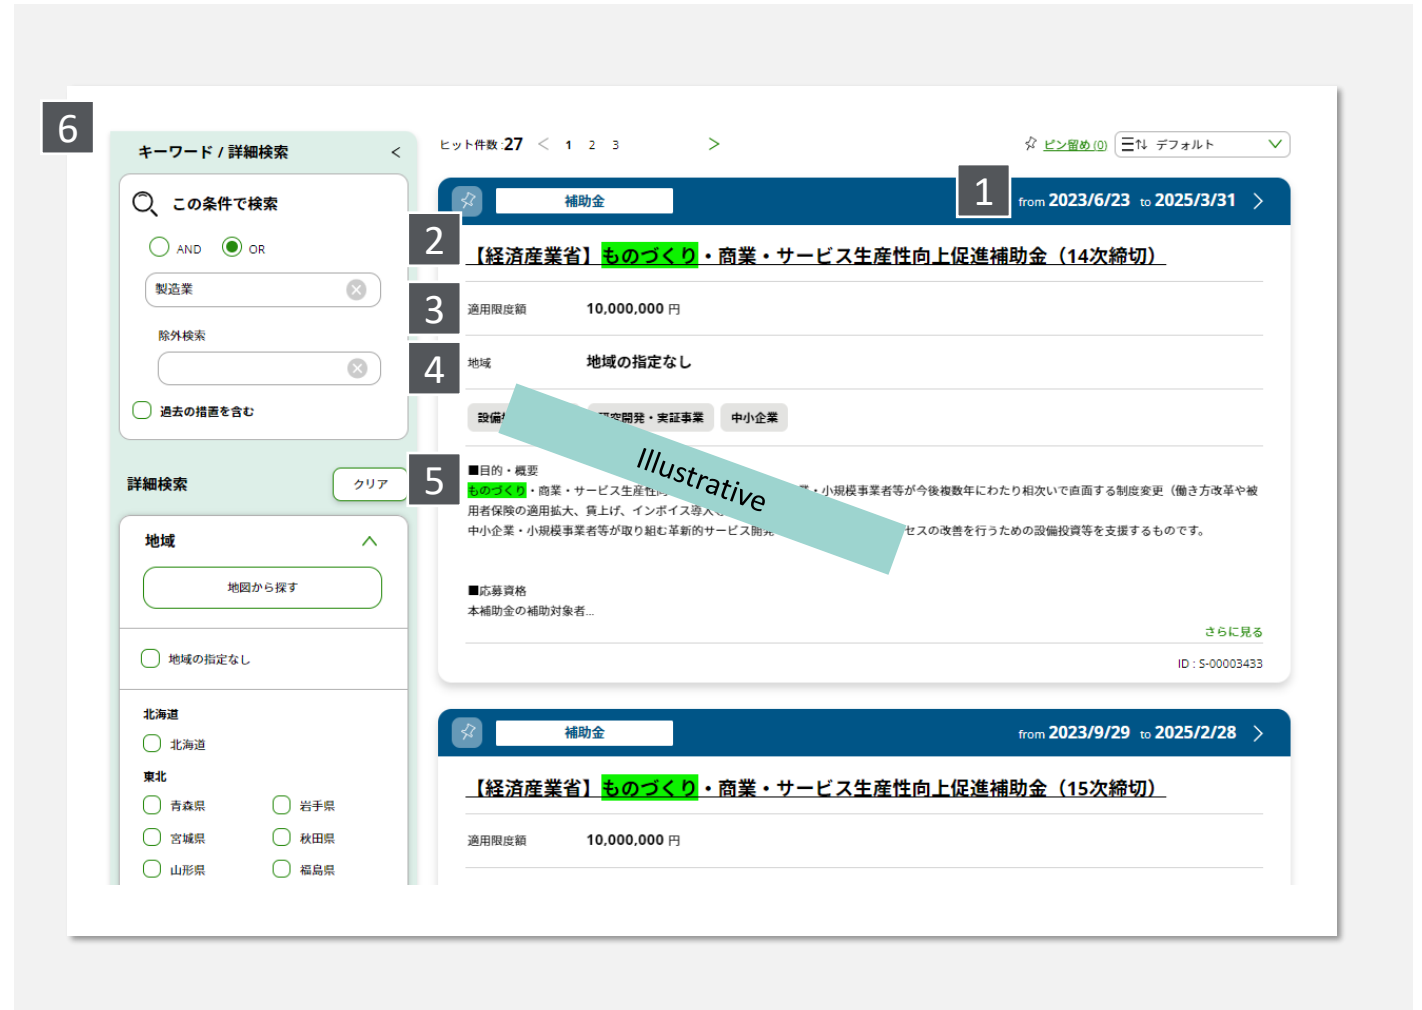 6
キーワード / 詳細検索 <
この条件で検索
AND OR
製造業
除外検索
過去の措置を含む
詳細検索 クリア
地域
地図から探す
地域の指定なし
北海道
北海道
東北
青森県 岩手県
宮城県 秋田県
山形県 福島県
ヒット件数:27 < 1 2 3 >
ピン留め(0) デフォルト
補助金 1 from 2023/6/23 to 2025/3/31 >
2 【経済産業省】ものづくり・商業・サービス生産性向上促進補助金（14次締切）
3 適用限度額 10,000,000 円
4 地域 地域の指定なし
設備 研究開発・実証事業 中小企業
Illustrative
5 ■目的・概要
ものづくり・商業・サービス生産性向 ・小規模事業者等が今後複数年にわたり相次いで直面する制度変更（働き方改革や被
用者保険の適用拡大、賃上げ、インボイス導入
中小企業・小規模事業者等が取り組む革新的サービス開発 セスの改善を行うための設備投資等を支援するものです。
■応募資格
本補助金の補助対象者...
さらに見る
ID : S-00003433
補助金 from 2023/9/29 to 2025/2/28 >
【経済産業省】ものづくり・商業・サービス生産性向上促進補助金（15次締切）
適用限度額 10,000,000 円